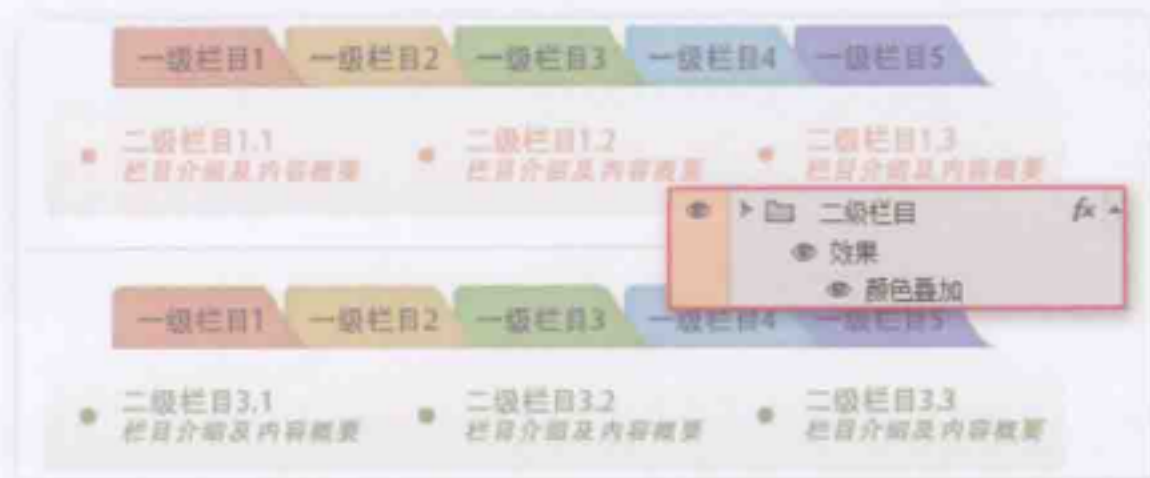 一级栏目1 一级栏目2 一级栏目3 一级栏目4 一级栏目5
二级栏目1.1 二级栏目1.2 二级栏目1.3
栏目介绍及内容概要 栏目介绍及内容概要 栏目介绍及内容概要
二级栏目 fx
效果
颜色叠加
一级栏目1 一级栏目2 一级栏目3 一级栏目4 一级栏目5
二级栏目3.1 二级栏目3.2 二级栏目3.3
栏目介绍及内容概要 栏目介绍及内容概要 栏目介绍及内容概要